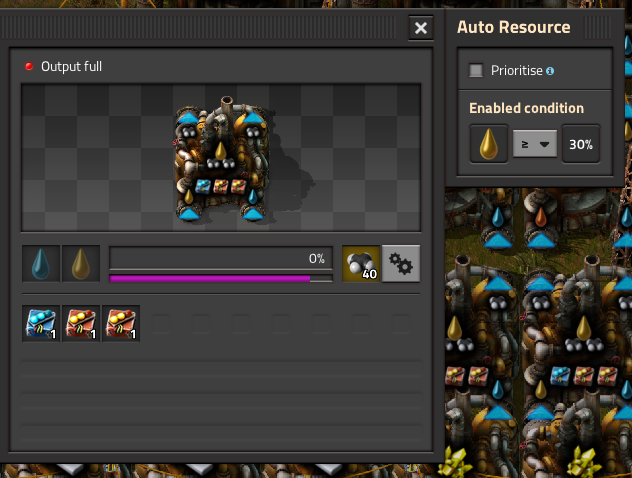 Auto Resource
Output full
Prioritise
Enabled condition
≥
30%
0%
40
1
1
1